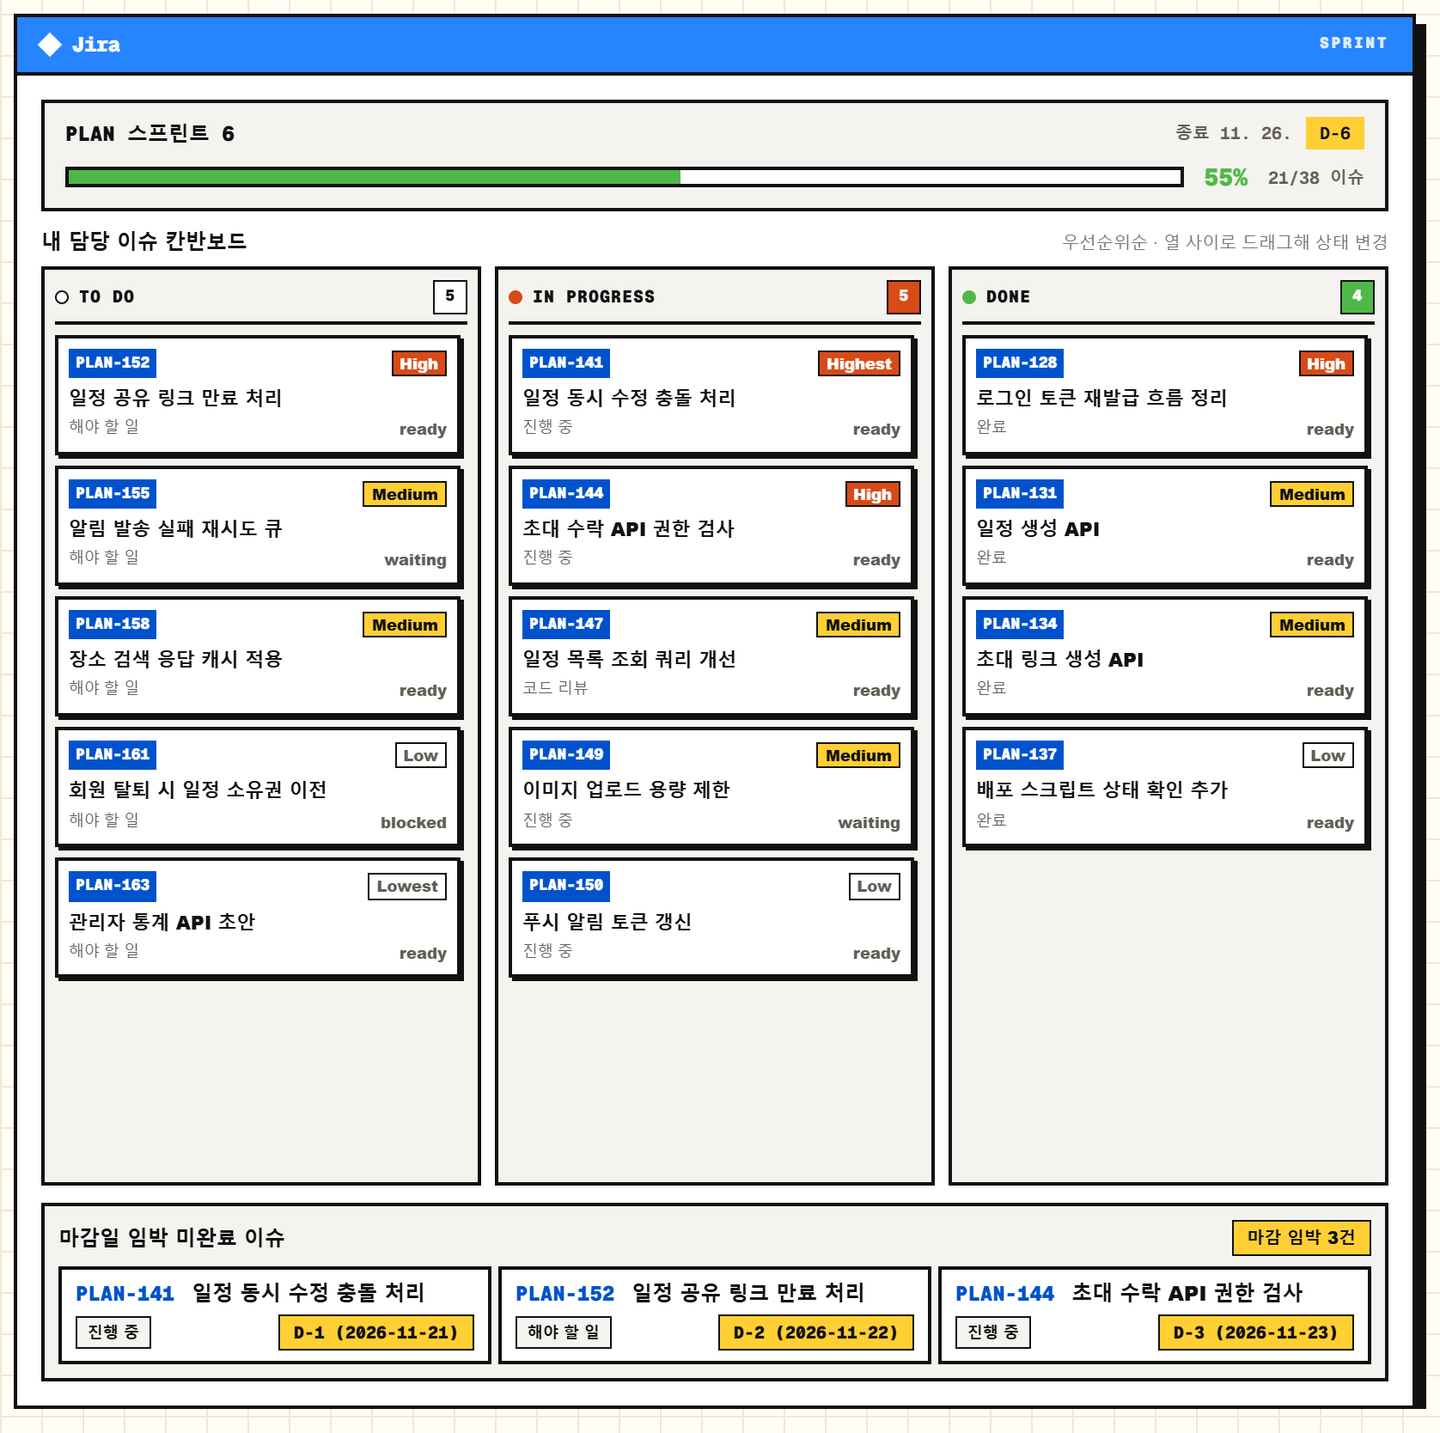 Jira
SPRINT
PLAN 스프린트 6
종료 11. 26.
D-6
55%
21/38 이슈
내 담당 이슈 칸반보드
우선순위순 · 열 사이로 드래그해 상태 변경
TO DO
5
PLAN-152
High
일정 공유 링크 만료 처리
해야 할 일
ready
PLAN-155
Medium
알림 발송 실패 재시도 큐
해야 할 일
waiting
PLAN-158
Medium
장소 검색 응답 캐시 적용
해야 할 일
ready
PLAN-161
Low
회원 탈퇴 시 일정 소유권 이전
해야 할 일
blocked
PLAN-163
Lowest
관리자 통계 API 초안
해야 할 일
ready
IN PROGRESS
5
PLAN-141
Highest
일정 동시 수정 충돌 처리
진행 중
ready
PLAN-144
High
초대 수락 API 권한 검사
진행 중
ready
PLAN-147
Medium
일정 목록 조회 쿼리 개선
코드 리뷰
ready
PLAN-149
Medium
이미지 업로드 용량 제한
진행 중
waiting
PLAN-150
Low
푸시 알림 토큰 갱신
진행 중
ready
DONE
4
PLAN-128
High
로그인 토큰 재발급 흐름 정리
완료
ready
PLAN-131
Medium
일정 생성 API
완료
ready
PLAN-134
Medium
초대 링크 생성 API
완료
ready
PLAN-137
Low
배포 스크립트 상태 확인 추가
완료
ready
마감일 임박 미완료 이슈
마감 임박 3건
PLAN-141 일정 동시 수정 충돌 처리
진행 중
D-1 (2026-11-21)
PLAN-152 일정 공유 링크 만료 처리
해야 할 일
D-2 (2026-11-22)
PLAN-144 초대 수락 API 권한 검사
진행 중
D-3 (2026-11-23)